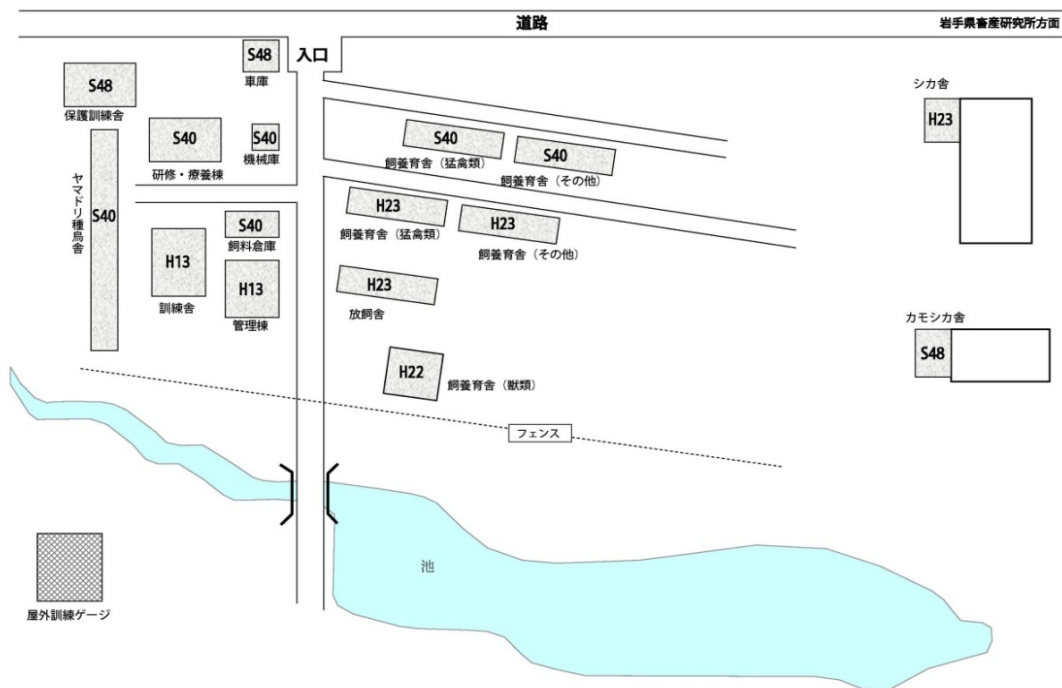 道路
岩手県畜産研究所方面
入口
S48
車庫
S48
保護訓練舎
S40
研修・療養棟
S40
機械庫
ヤマドリ種鳥舎
S40
S40
飼料倉庫
H13
訓練舎
H13
管理棟
S40
飼養育舎（猛禽類）
S40
飼養育舎（その他）
H23
飼養育舎（猛禽類）
H23
飼養育舎（その他）
H23
放飼舎
H22
飼養育舎（獣類）
シカ舎
H23
カモシカ舎
S48
フェンス
池
屋外訓練ゲージ